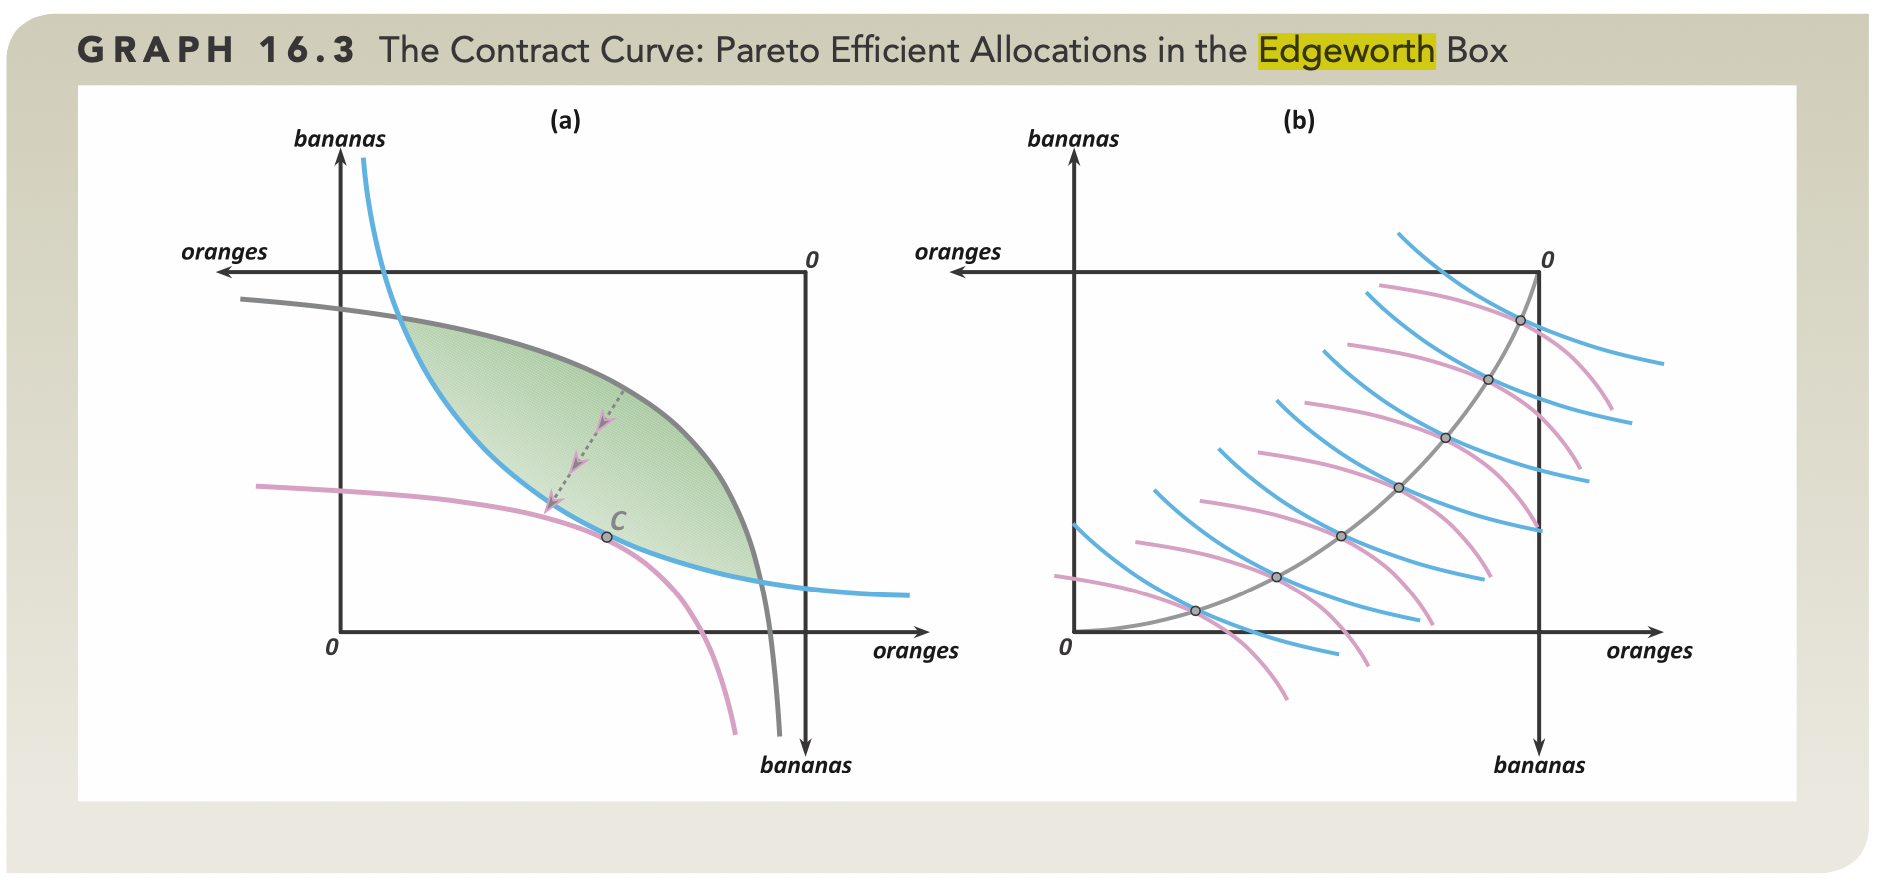 GRAPH 16.3 The Contract Curve: Pareto Efficient Allocations in the Edgeworth Box
(a)
bananas
oranges
0
C
0
oranges
bananas
(b)
bananas
oranges
0
0
oranges
bananas